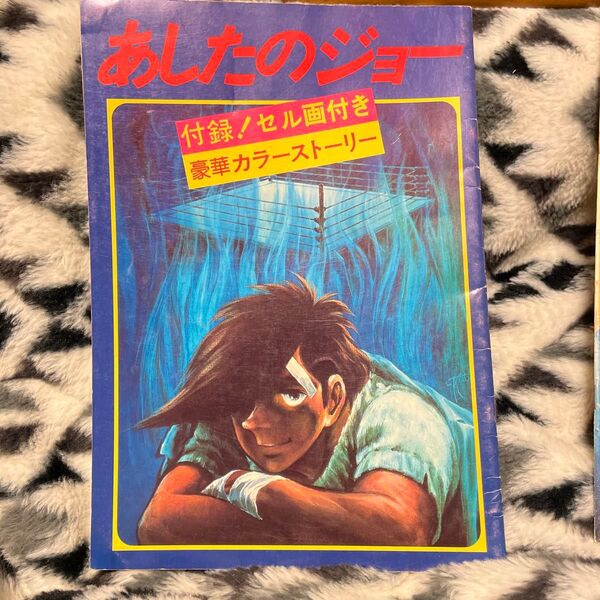 あしたのジョー
付録!セル画付き
豪華カラーストーリー